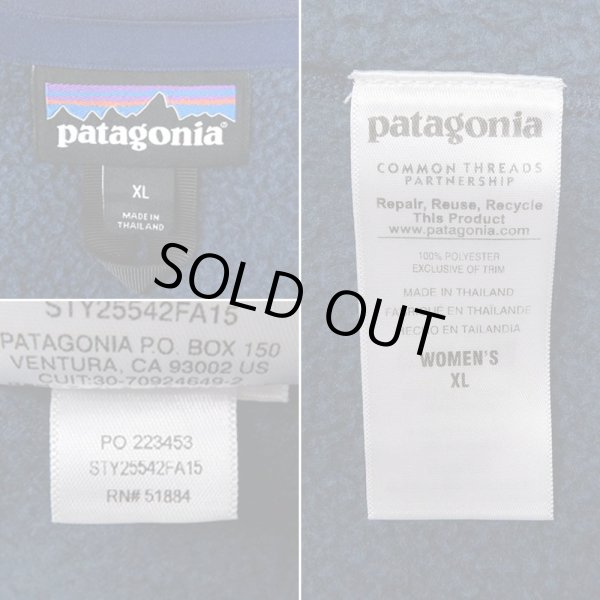 patagonia®
XL
MADE IN
THAILAND
patagonia®
COMMON THREADS
PARTNERSHIP
Repair, Reuse, Recycle
This Product
www.patagonia.com
100% POLYESTER
EXCLUSIVE OF TRIM
MADE IN THAILAND
FABRIQUÉ EN THAÏLANDE
HECHO EN TAILANDIA
WOMEN'S
XL
SOLD OUT
STY25542FA15
PATAGONIA P.O. BOX 150
VENTURA, CA 93002 US
CUIT:30-70924649-2
PO 223453
STY25542FA15
RN# 51884